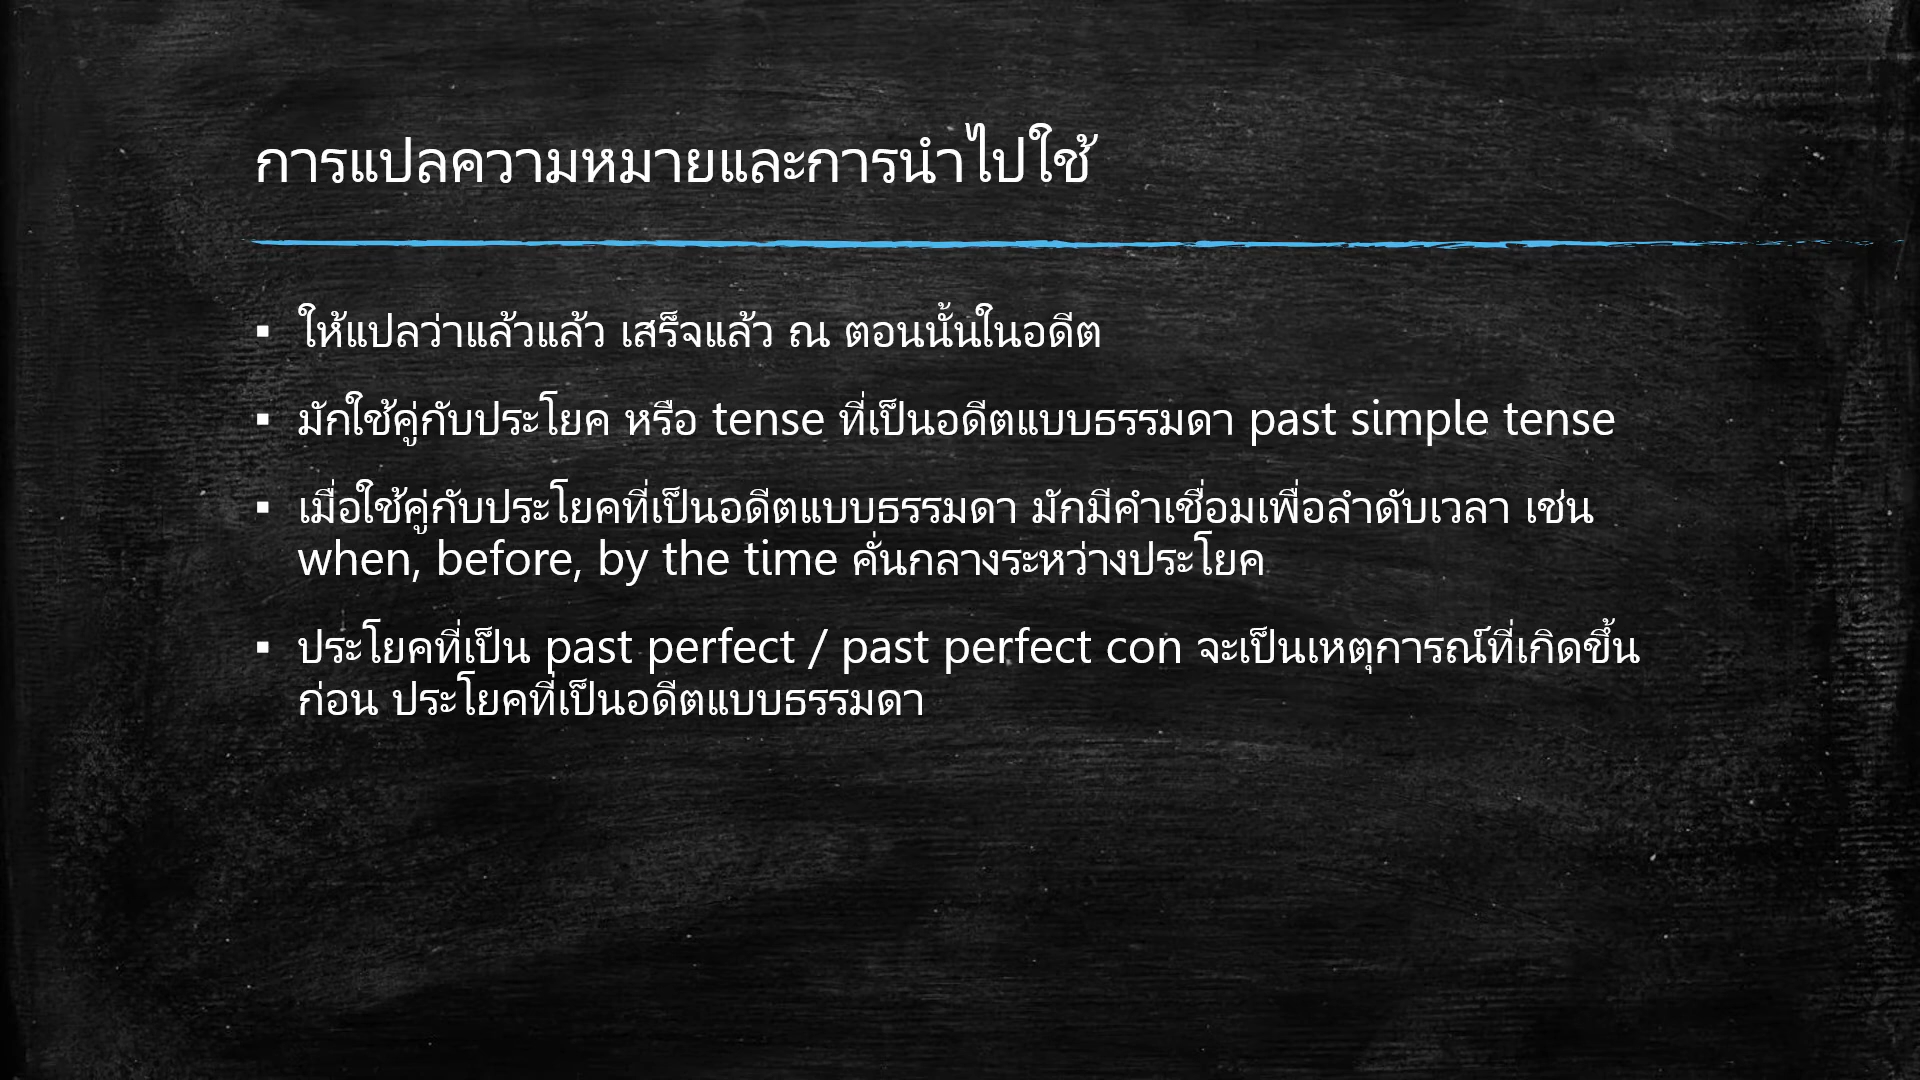 การแปลความหมายและการนำไปใช้
▪ ให้แปลว่าแล้วแล้ว เสร็จแล้ว ณ ตอนนั้นในอดีต
▪ มักใช้คู่กับประโยค หรือ tense ที่เป็นอดีตแบบธรรมดา past simple tense
▪ เมื่อใช้คู่กับประโยคที่เป็นอดีตแบบธรรมดา มักมีคำเชื่อมเพื่อลำดับเวลา เช่น
when, before, by the time คั่นกลางระหว่างประโยค
▪ ประโยคที่เป็น past perfect / past perfect con จะเป็นเหตุการณ์ที่เกิดขึ้น
ก่อน ประโยคที่เป็นอดีตแบบธรรมดา